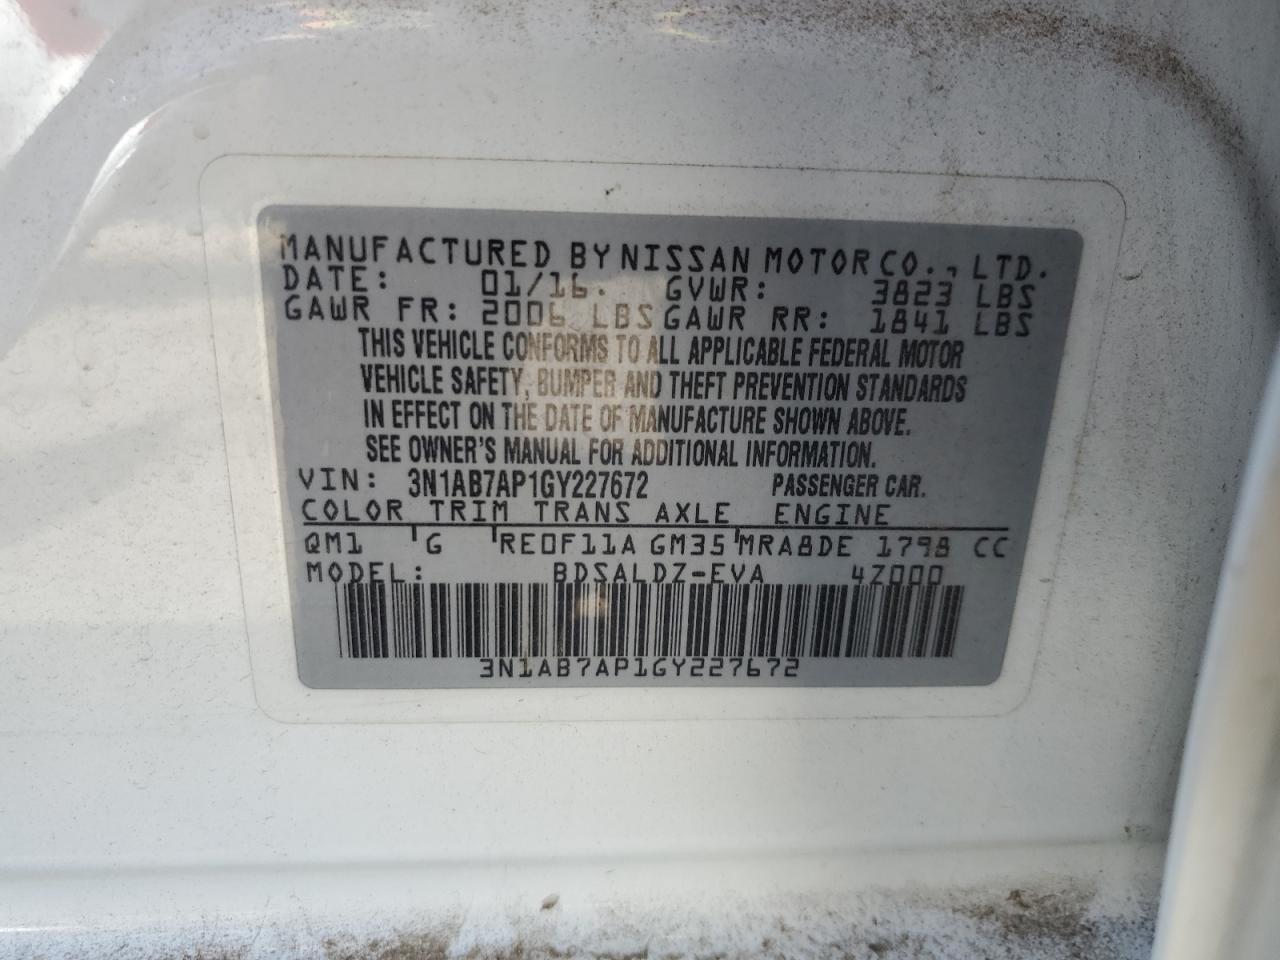 MANUFACTURED BY NISSAN MOTOR CO., LTD.
DATE: 01/16. GVWR: 3823 LBS
GAWR FR: 2006 LBS GAWR RR: 1841 LBS
THIS VEHICLE CONFORMS TO ALL APPLICABLE FEDERAL MOTOR
VEHICLE SAFETY, BUMPER AND THEFT PREVENTION STANDARDS
IN EFFECT ON THE DATE OF MANUFACTURE SHOWN ABOVE.
SEE OWNER'S MANUAL FOR ADDITIONAL INFORMATION.
VIN: 3N1AB7AP1GY227672 PASSENGER CAR.
COLOR TRIM TRANS AXLE ENGINE
QM1 G RE0F11A GM35 MRA8DE 1798 CC
MODEL: BDSALDZ-EVA 4Z000
3N1AB7AP1GY227672